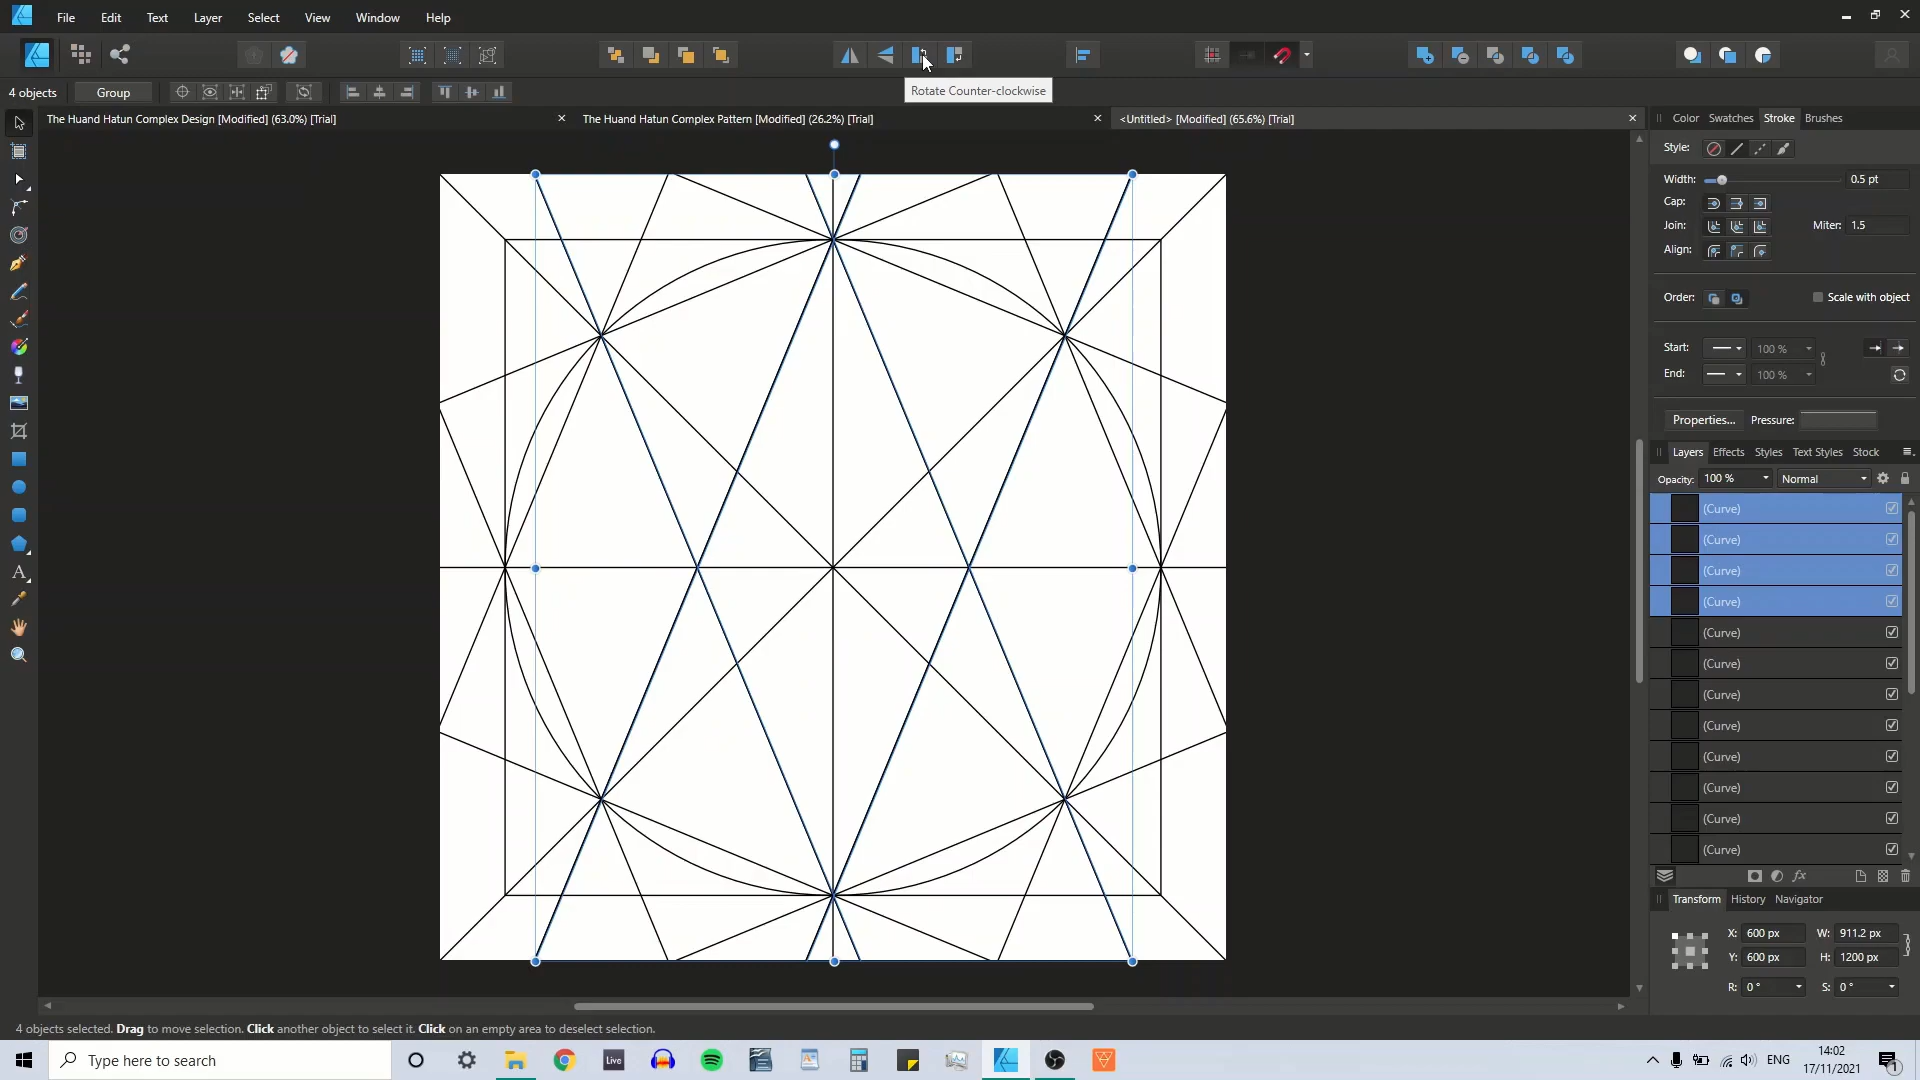 File Edit Text Layer Select View Window Help
4 objects Group
Rotate Counter-clockwise
The Huand Hatun Complex Design [Modified] (63.0%) [Trial]
The Huand Hatun Complex Pattern [Modified] (26.2%) [Trial]
<Untitled> [Modified] (65.6%) [Trial]
Color Swatches Stroke Brushes
Style:
Width: 0.5 pt
Cap:
Join: Miter: 1.5
Align:
Order: Scale with object
Start: 100 %
End: 100 %
Properties... Pressure:
Layers Effects Styles Text Styles Stock
Opacity: 100 % Normal
(Curve)
(Curve)
(Curve)
(Curve)
(Curve)
(Curve)
(Curve)
(Curve)
(Curve)
(Curve)
(Curve)
(Curve)
Transform History Navigator
X: 600 px W: 911.2 px
Y: 600 px H: 1200 px
R: 0 ° S: 0 °
4 objects selected. Drag to move selection. Click another object to select it. Click on an empty area to deselect selection.
Type here to search
Live
ENG
14:02
17/11/2021
1